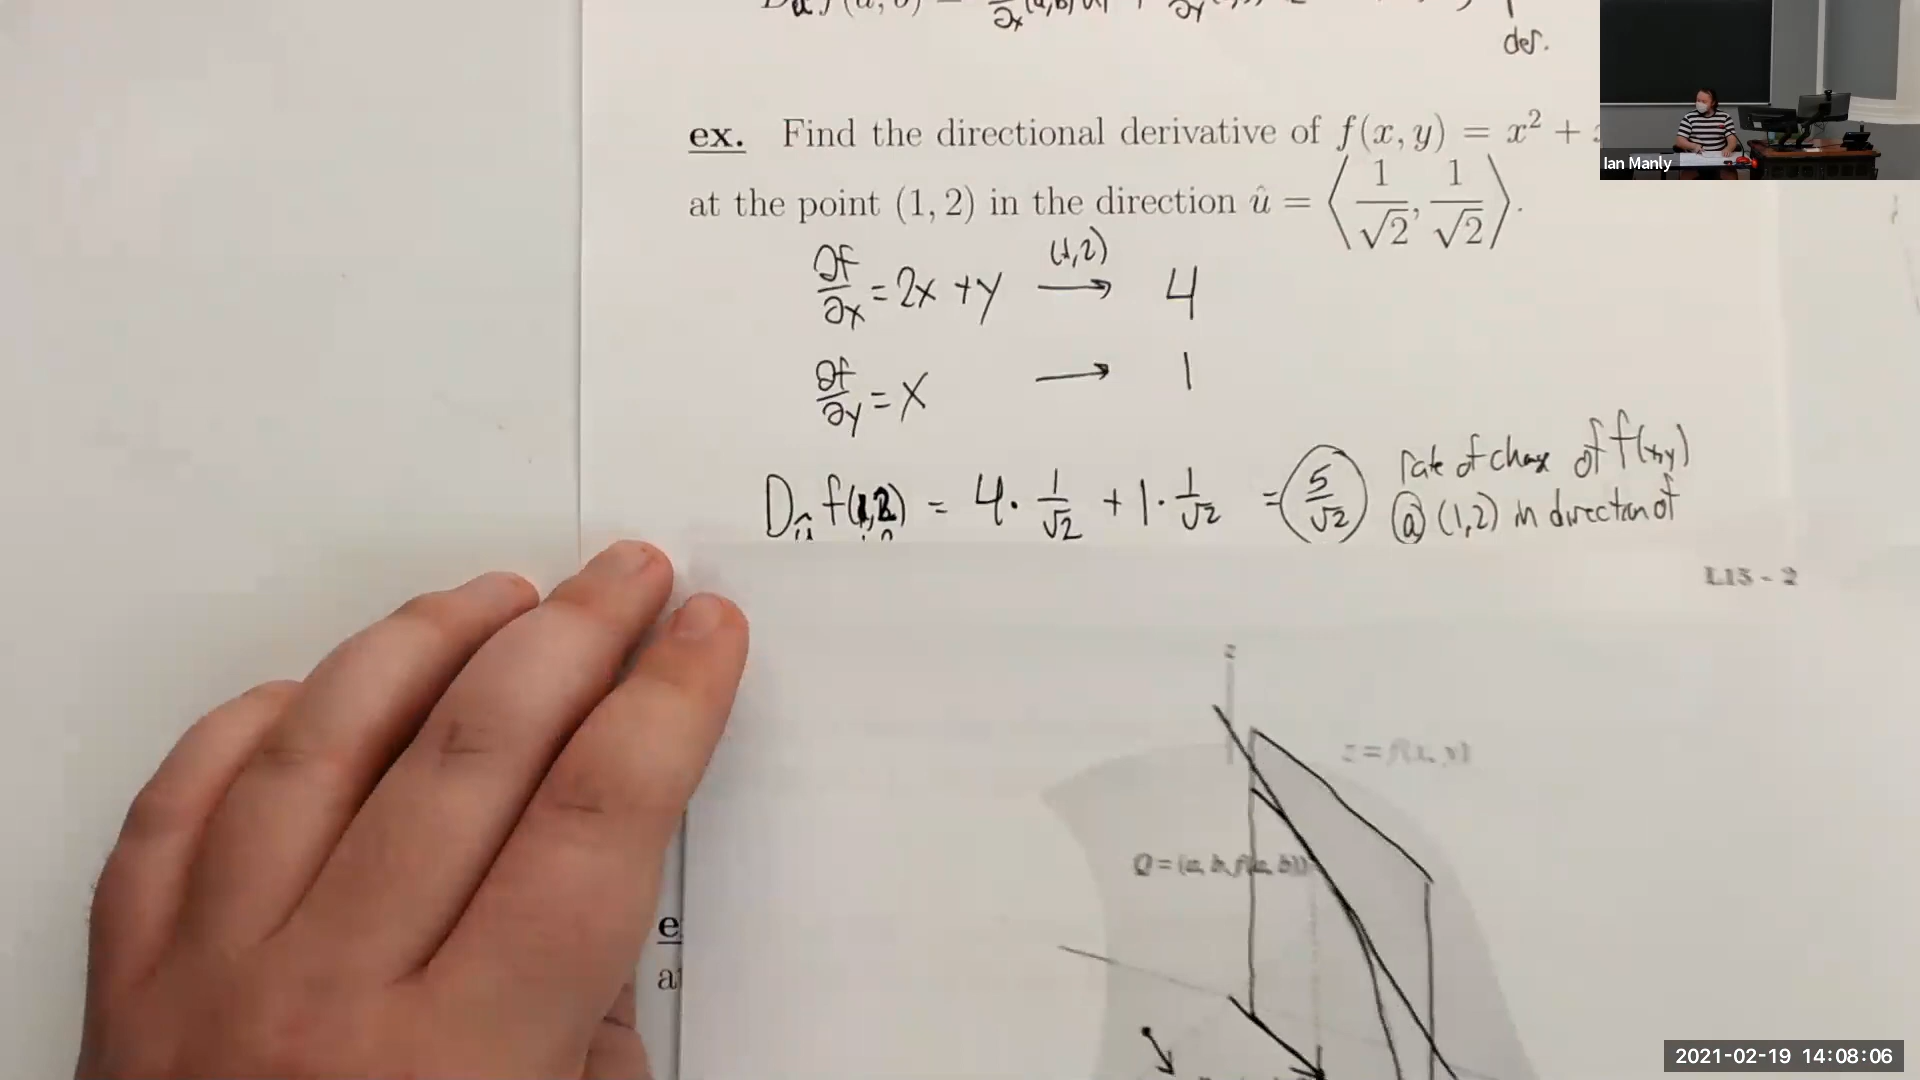 der.
ex. Find the directional derivative of f(x, y) = x² +
Ian Manly
at the point (1, 2) in the direction û = ⟨1/√2, 1/√2⟩.
∂f/∂x = 2x + y → (1,2) 4
∂f/∂y = x → 1
D_û f(1,2) = 4 · 1/√2 + 1 · 1/√2 = 5/√2
rate of change of f(x,y)
@ (1,2) in direction of
L15 - 2
z
z = f(x, y)
Q = (a, b, f(a, b))
e
a
2021-02-19 14:08:06